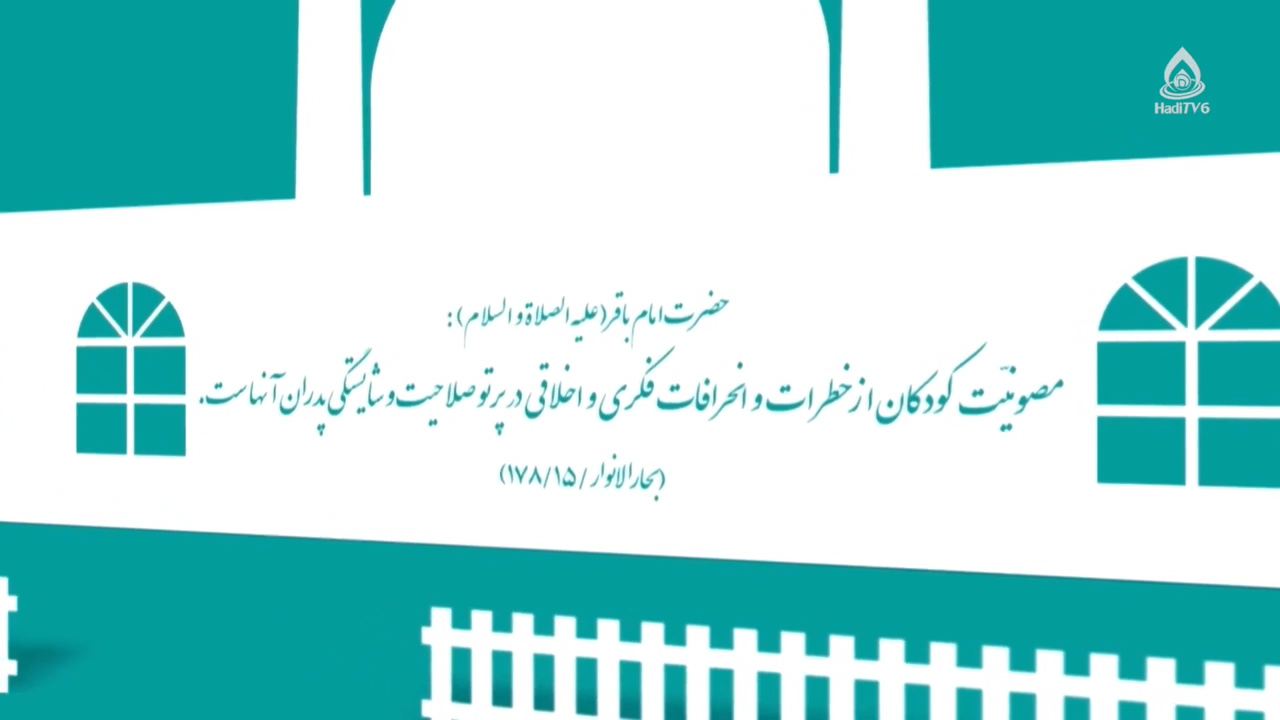 HadiTV6
حضرت امام باقر(علیه الصلاة و السلام) :
مصونیّت کودکان از خطرات و انحرافات فکری و اخلاقی در پرتو صلاحیت و شایستگی پدران آنهاست.
(بحارالانوار / ۱۷۸/۱۵)